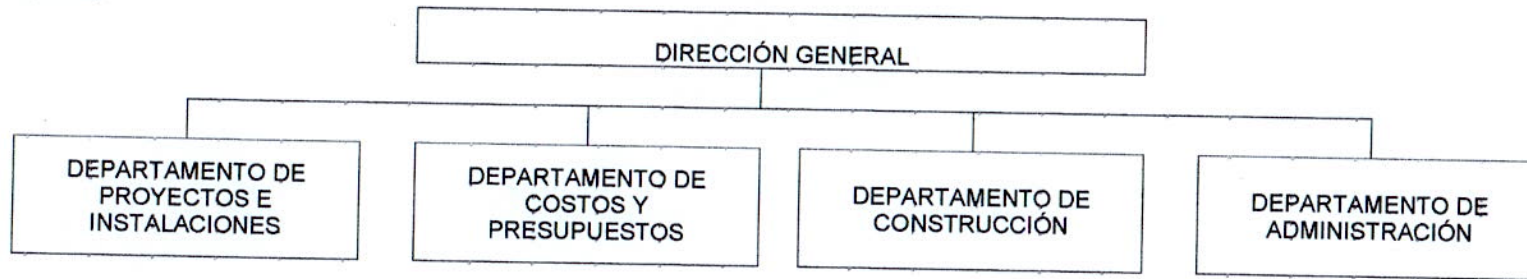 DIRECCIÓN GENERAL
DEPARTAMENTO DE
PROYECTOS E
INSTALACIONES
DEPARTAMENTO DE
COSTOS Y
PRESUPUESTOS
DEPARTAMENTO DE
CONSTRUCCIÓN
DEPARTAMENTO DE
ADMINISTRACIÓN